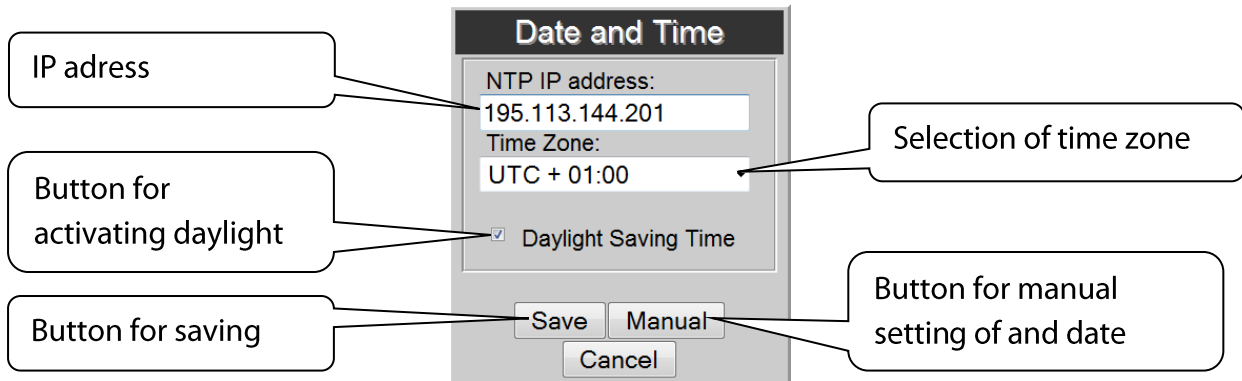 Date and Time
IP adress
NTP IP address:
195.113.144.201
Time Zone:
UTC + 01:00
Selection of time zone
Button for
activating daylight
Daylight Saving Time
Button for saving
Save
Manual
Cancel
Button for manual
setting of and date